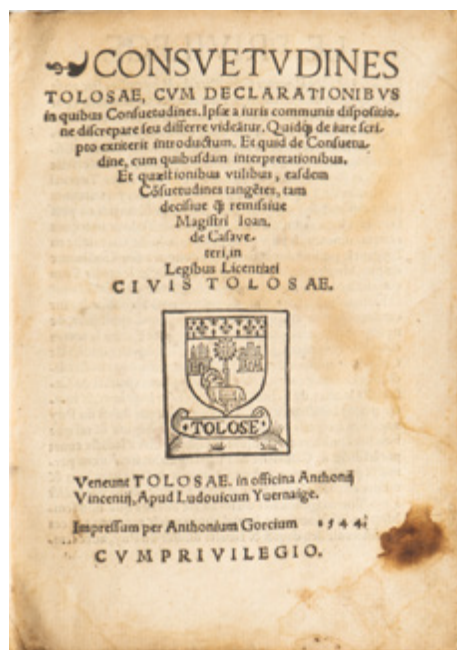 CONSVETVDINES
TOLOSAE, CVM DECLARATIONIBVS
in quibus Consuetudines. Ipsæ a iuris communis dispositio-
ne discrepare seu differre videãtur. Quidq̃ de iure scri-
pto extiterit introductum. Et quid de Consuetu-
dine, cum quibusdam interpretationibus.
Et quæstionibus vtilibus, easdem
Cõsuetudines tangẽtes, tam
decisiue q̃ remissiue
Magistri Ioan.
de Casave-
teri, in
Legibus Licentiati
CIVIS TOLOSAE.
TOLOSE
Veneunt TOLOSAE. in officina Anthonij
Vincentij, Apud Ludouicum Yuernaige.
Impressum per Anthonium Gorcium 1544.
CVM PRIVILEGIO.